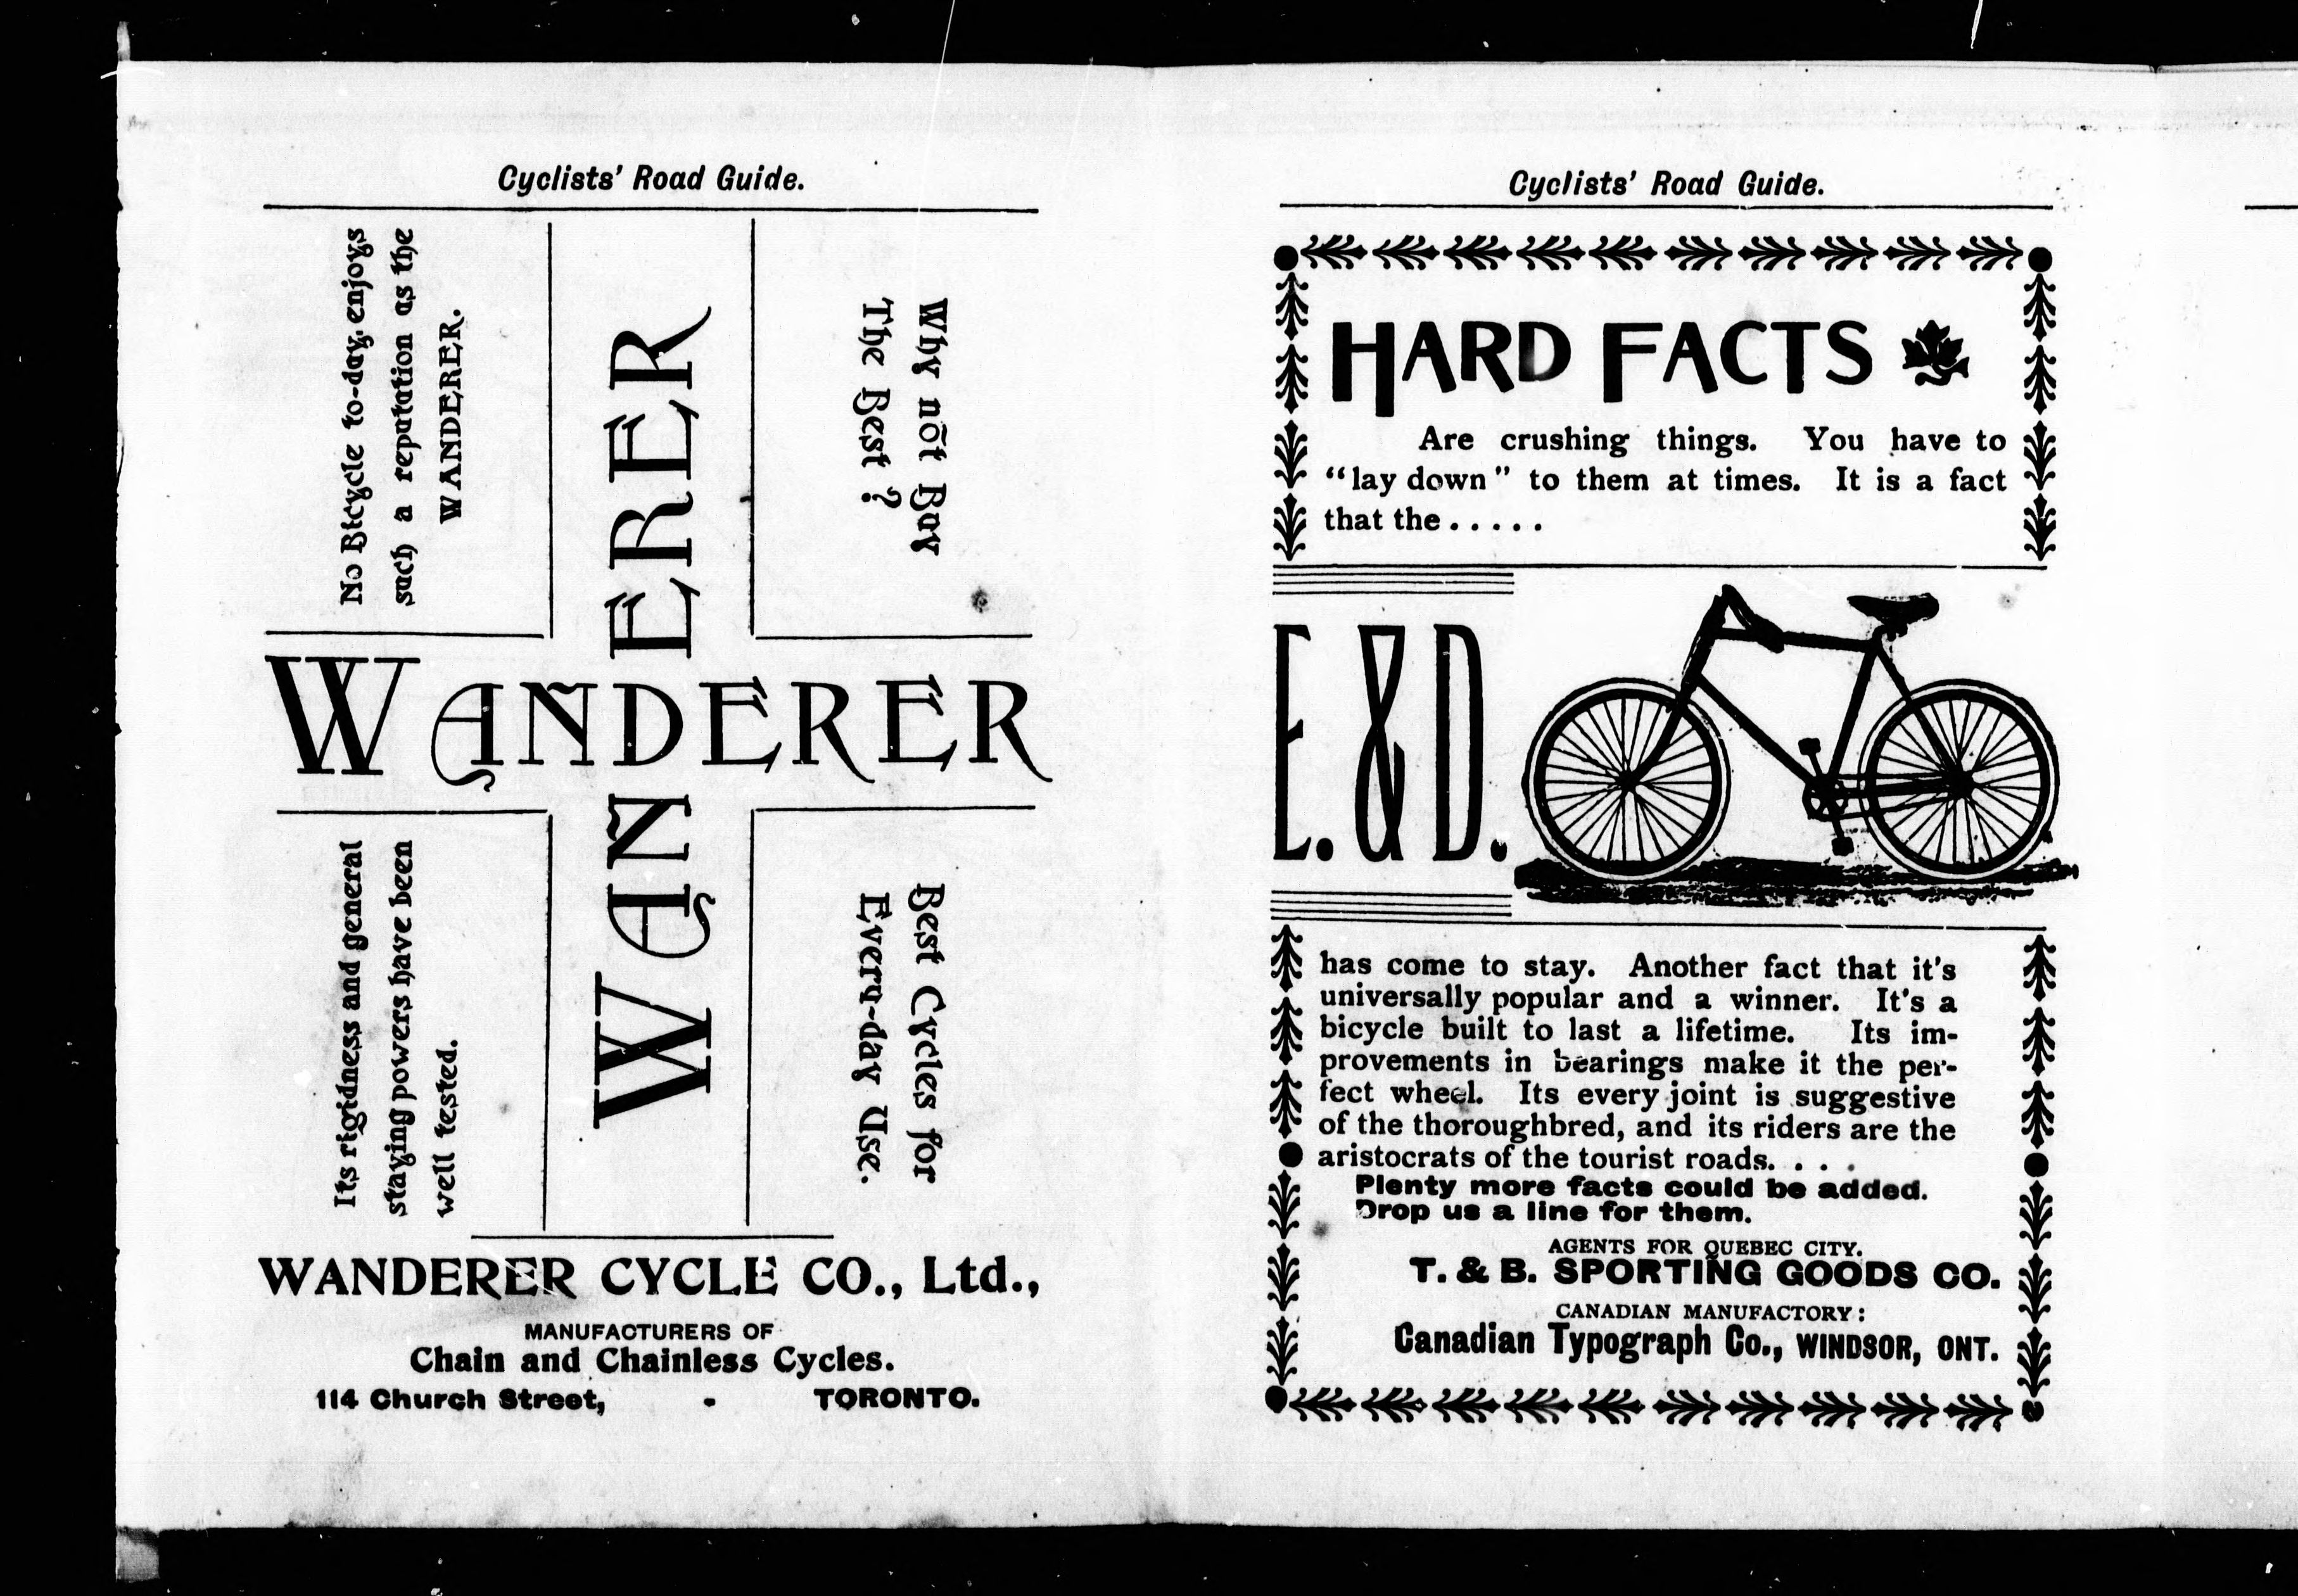 Cyclists' Road Guide.
No Bicycle to-day, enjoys
such a reputation as the
WANDERER.
Why not Buy
The Best ?
WANDERER
WANDERER
Its rigidness and general
staying powers have been
well tested.
Best Cycles for
Every-day Use.
WANDERER CYCLE CO., Ltd.,
MANUFACTURERS OF
Chain and Chainless Cycles.
114 Church Street, - TORONTO.
Cyclists' Road Guide.
HARD FACTS
Are crushing things. You have to
"lay down" to them at times. It is a fact
that the.....
E. & D.
has come to stay. Another fact that it's
universally popular and a winner. It's a
bicycle built to last a lifetime. Its im-
provements in bearings make it the per-
fect wheel. Its every joint is suggestive
of the thoroughbred, and its riders are the
aristocrats of the tourist roads. . . .
Plenty more facts could be added.
Drop us a line for them.
AGENTS FOR QUEBEC CITY.
T. & B. SPORTING GOODS CO.
CANADIAN MANUFACTORY:
Canadian Typograph Co., WINDSOR, ONT.